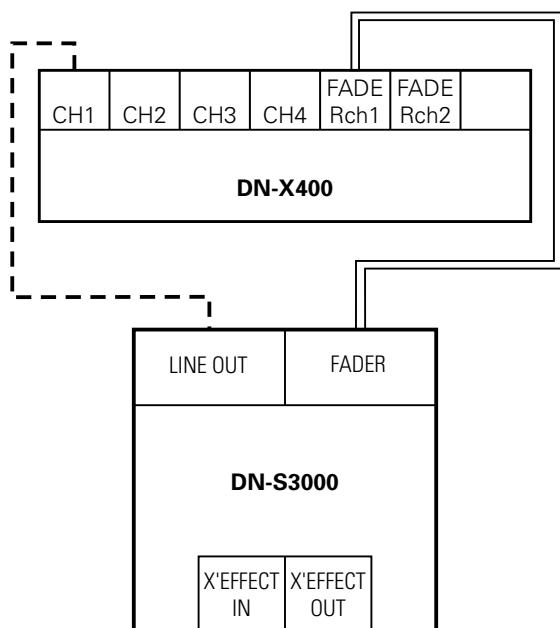 CH1 CH2 CH3 CH4 FADE Rch1 FADE Rch2
DN-X400
LINE OUT FADER
DN-S3000
X'EFFECT IN X'EFFECT OUT